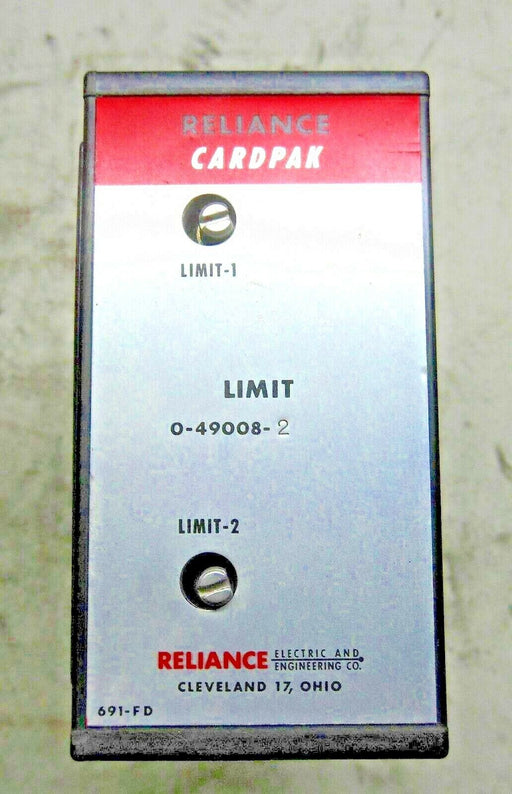 RELIANCE
CARDPAK
LIMIT-1
LIMIT
0-49008-2
LIMIT-2
RELIANCE ELECTRIC AND
ENGINEERING CO.
CLEVELAND 17, OHIO
691-FD